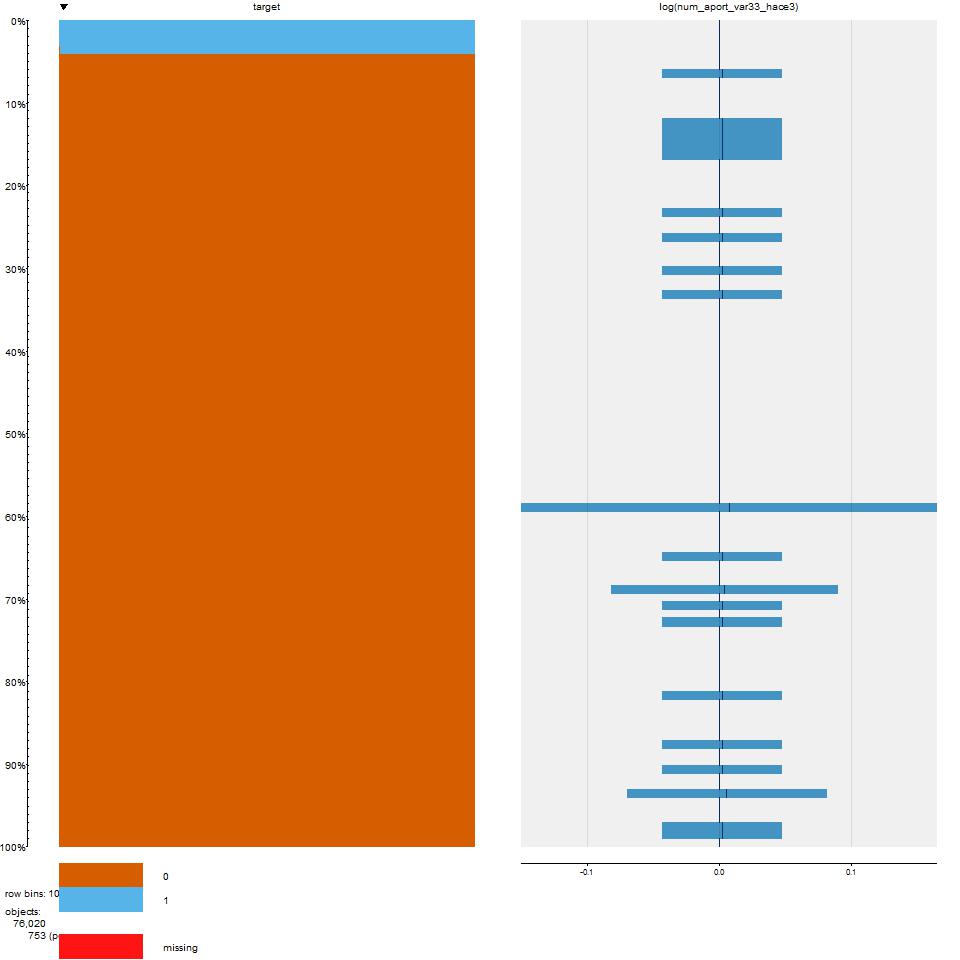 target
log(num_aport_var33_hace3)
0%
10%
20%
30%
40%
50%
60%
70%
80%
90%
100%
-0.1 0.0 0.1
0
row bins: 10
1
objects:
76,020
753 (p
missing